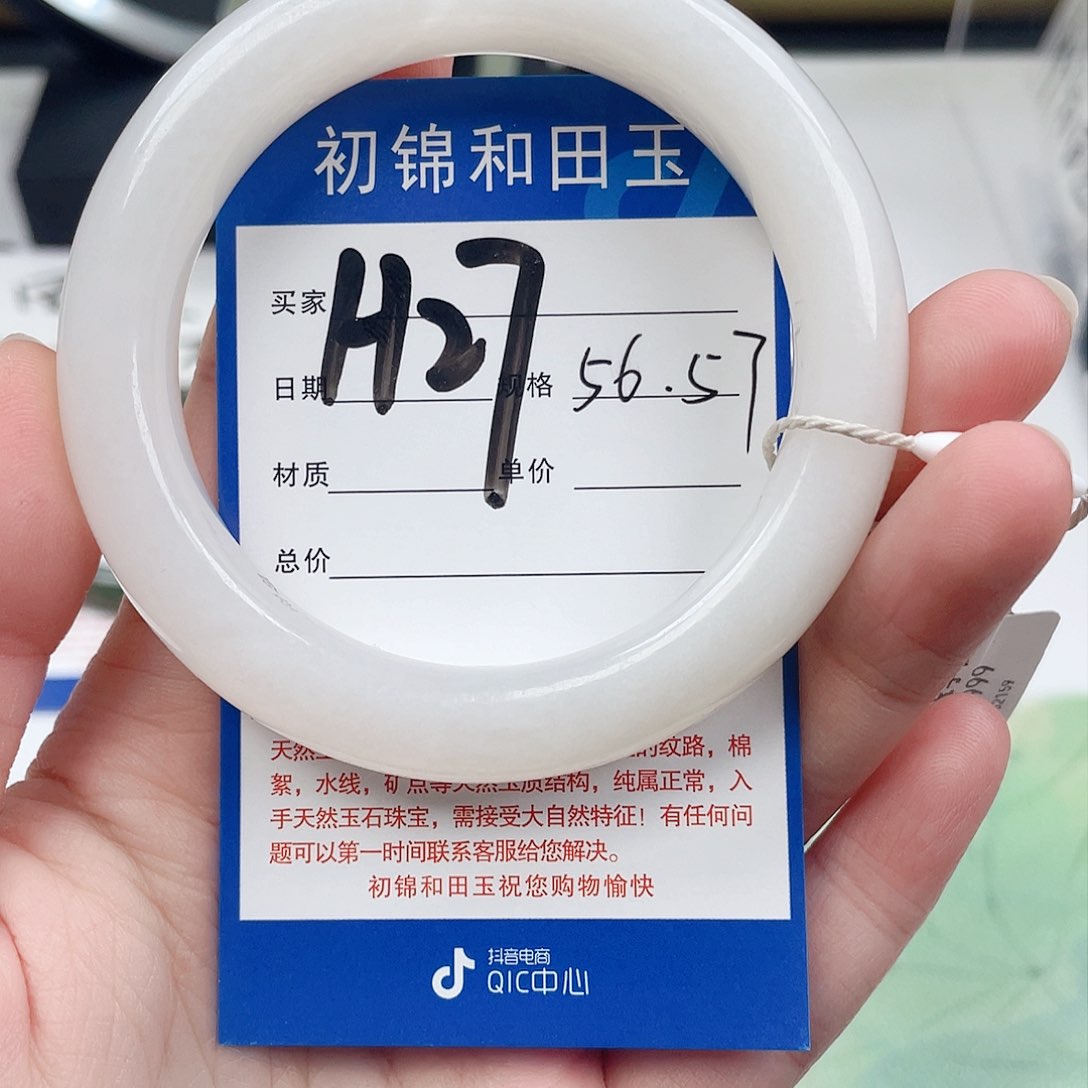 初锦和田玉
买家 H27
日期 规格 56.57
材质 单价
总价
天然 的纹路，棉
絮，水线，矿点等天然玉质结构，纯属正常，入
手天然玉石珠宝，需接受大自然特征！有任何问
题可以第一时间联系客服给您解决。
初锦和田玉祝您购物愉快
抖音电商
QIC中心